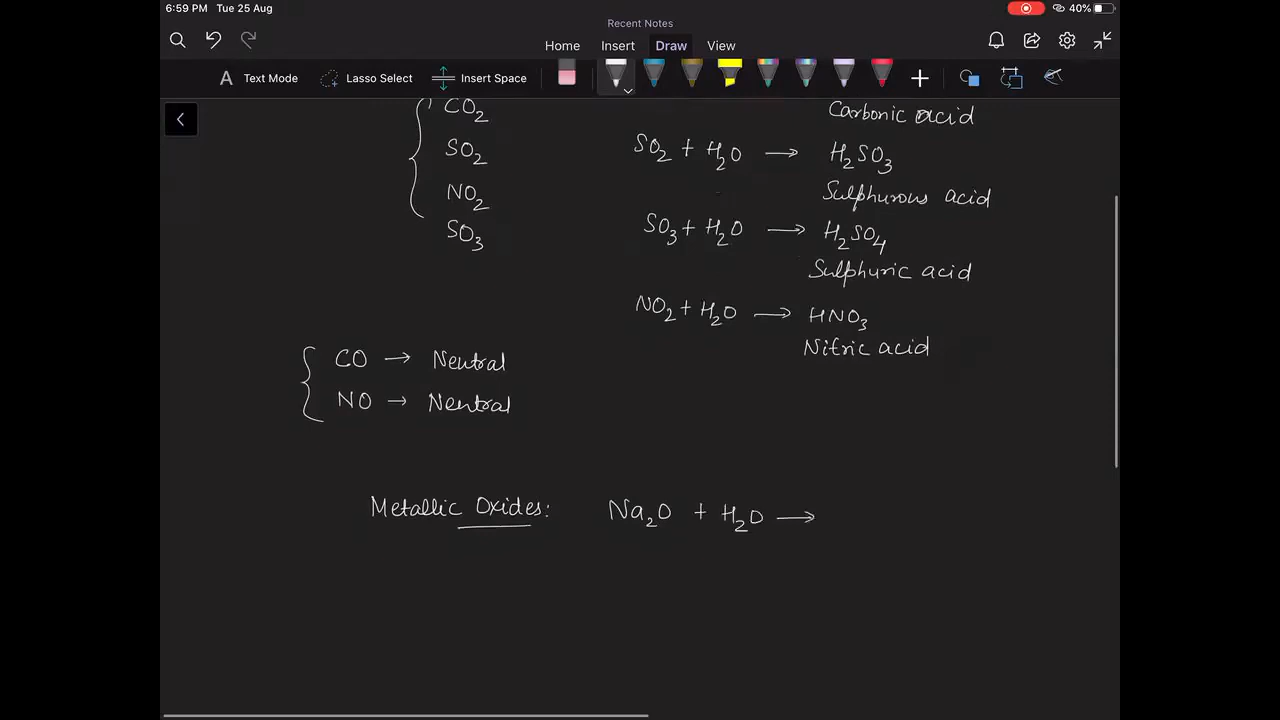 6:59 PM Tue 25 Aug
40%
Recent Notes
Home Insert Draw View
Text Mode Lasso Select Insert Space
CO2
Carbonic acid
SO2
SO2 + H2O → H2SO3
NO2
Sulphurous acid
SO3
SO3 + H2O → H2SO4
Sulphuric acid
NO2 + H2O → HNO3
Nitric acid
CO → Neutral
NO → Neutral
Metallic Oxides: Na2O + H2O →